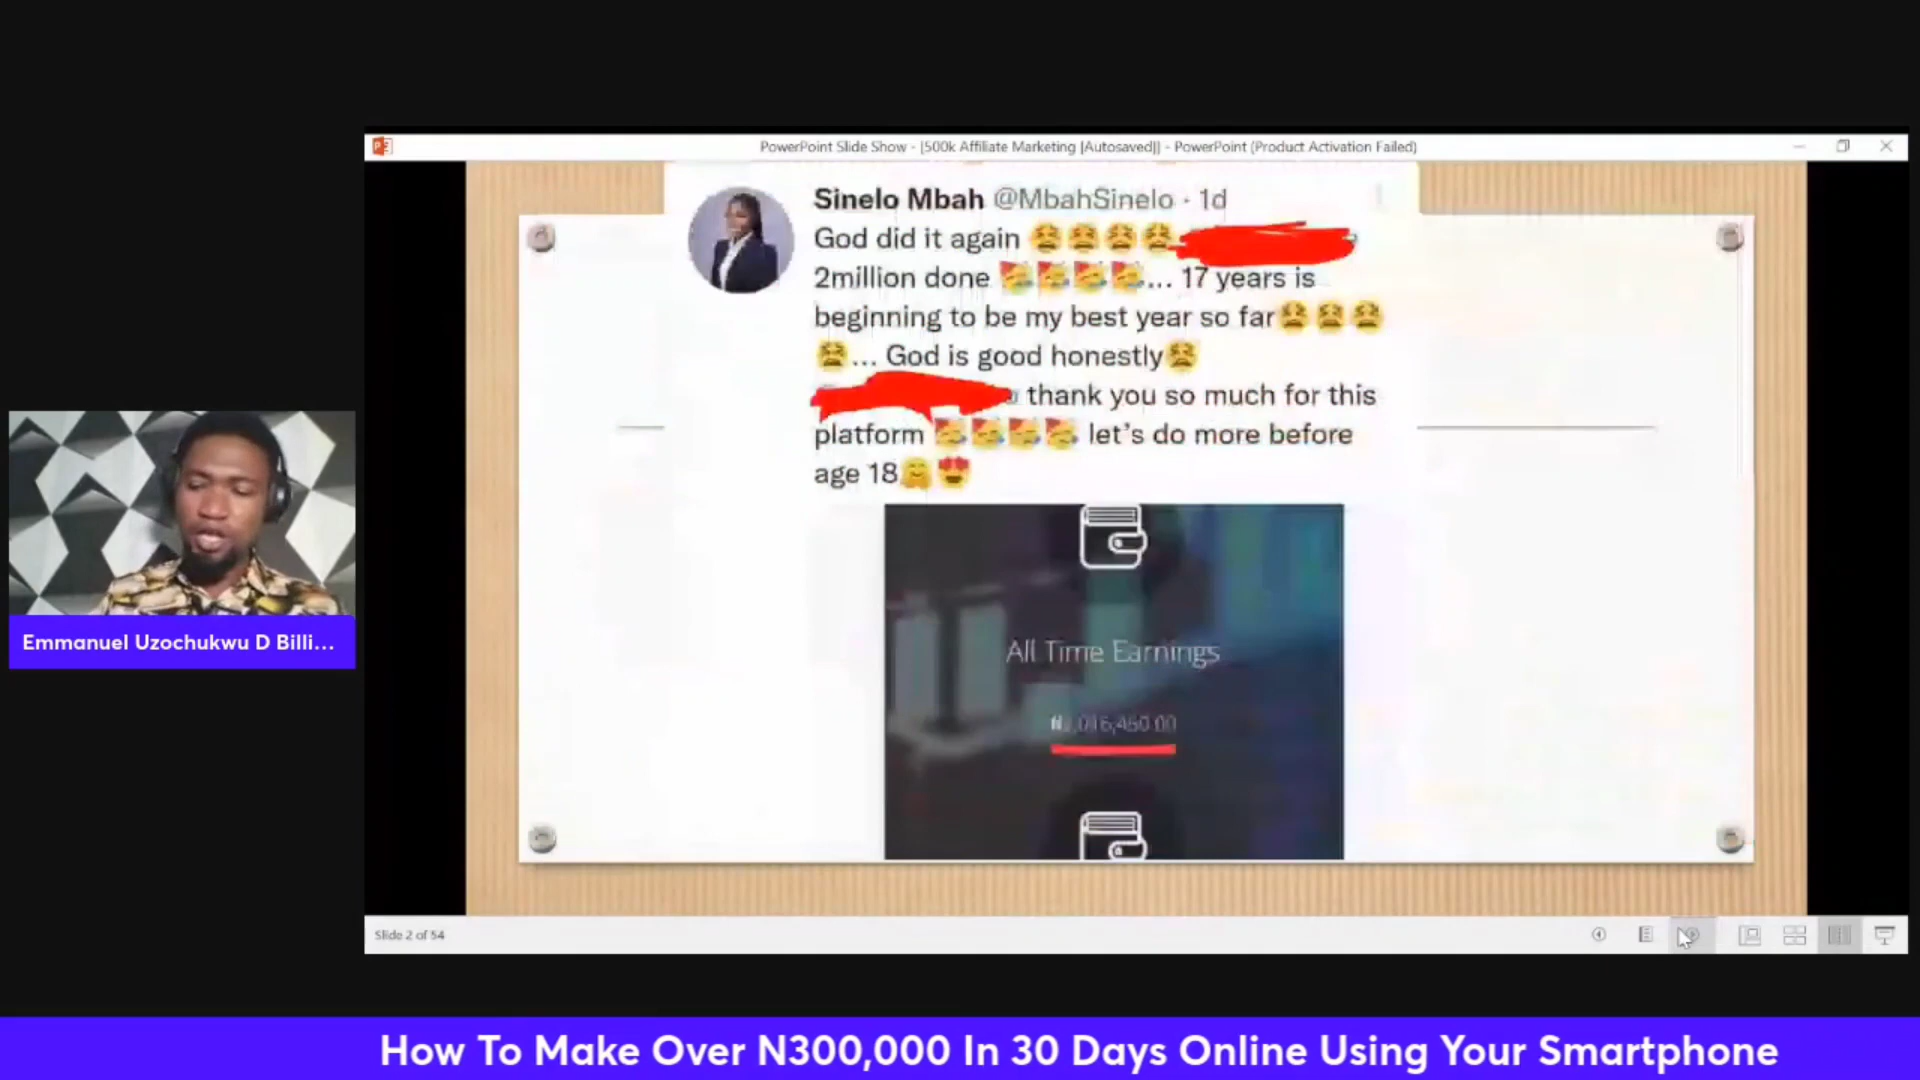 PowerPoint Slide Show - [500k Affiliate Marketing [Autosaved]] - PowerPoint (Product Activation Failed)
Sinelo Mbah @MbahSinelo · 1d
God did it again 😫😫😫😫
2million done 🥳🥳🥳🥳... 17 years is
beginning to be my best year so far😫😫😫
😫... God is good honestly😫
thank you so much for this
platform 🥳🥳🥳🥳 let's do more before
age 18🤗😍
All Time Earnings
Emmanuel Uzochukwu D Billi...
Slide 2 of 54
How To Make Over N300,000 In 30 Days Online Using Your Smartphone